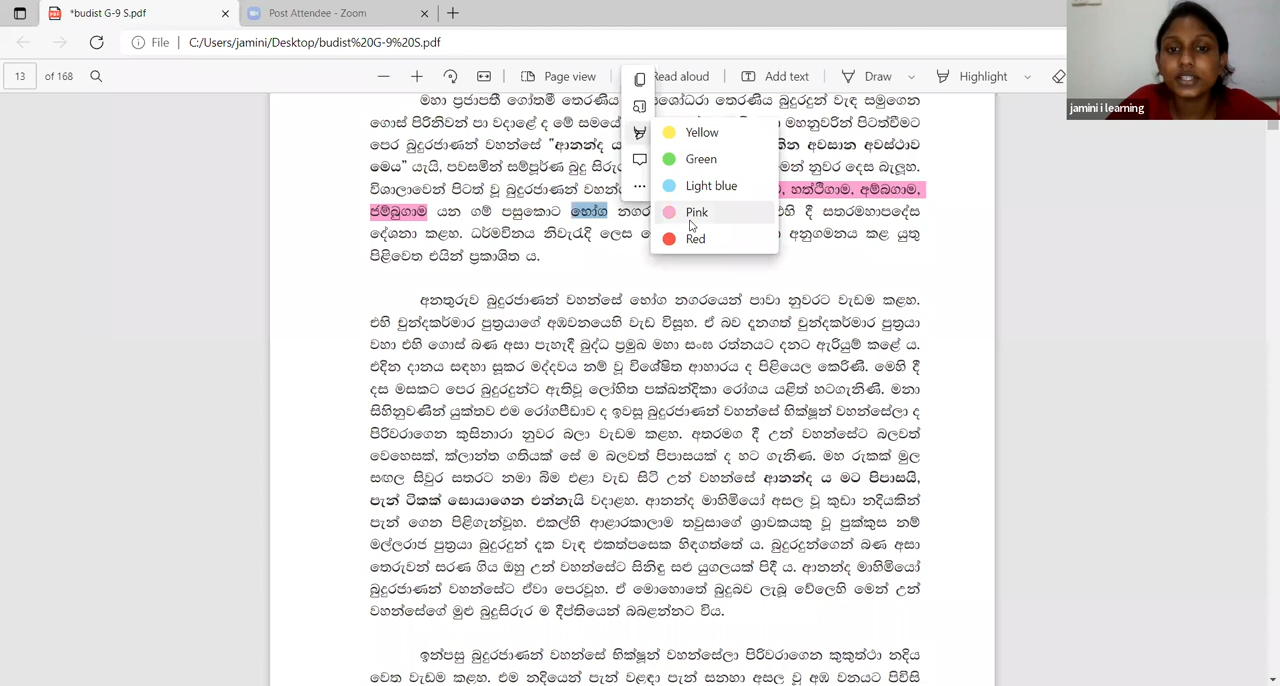 *budist G-9 S.pdf
Post Attendee - Zoom
File
C:/Users/jamini/Desktop/budist%20G-9%20S.pdf
13 of 168
Page view
Read aloud
Add text
Draw
Highlight
jamini i learning
Yellow
Green
Light blue
Pink
Red
මහා ප්‍රජාපතී ගෝතමී තෙරණිය
සෝධරා තෙරණිය බුදුරදුන් වැඳ සමුගෙන
ගොස් පිරිනිවන් පා වදාළේ ද මේ සමයේ
මහනුවරින් පිටත්වීමට
පෙර බුදුරජාණන් වහන්සේ "ආනන්ද ය
අවසාන අවස්ථාව
මෙය" යැයි, පවසමින් සම්පූර්ණ බුදු සිරු
මෙන් නුවර දෙස බැලූහ.
විශාලාවෙන් පිටත් වූ බුදුරජාණන් වහන්
හත්ථිගාම, අම්බගාම,
ජම්බුගාම යන ගම් පසුකොට භෝග නගර
එහි දී සතරමහාපදේස
දේශනා කළහ. ධර්මවිනය නිවැරැදි ලෙස
අනුගමනය කළ යුතු
පිළිවෙත එයින් ප්‍රකාශිත ය.
අනතුරුව බුදුරජාණන් වහන්සේ භෝග නගරයෙන් පාවා නුවරට වැඩම කළහ.
එහි චුන්දකර්මාර පුත්‍රයාගේ අඹවනයෙහි වැඩ විසූහ. ඒ බව දැනගත් චුන්දකර්මාර පුත්‍රයා
වහා එහි ගොස් බණ අසා පැහැදී බුද්ධ ප්‍රමුඛ මහා සංඝ රත්නයට දනට ඇරියුම් කළේ ය.
එදින දානය සඳහා සූකර මද්දවය නම් වූ විශේෂිත ආහාරය ද පිළියෙල කෙරිණි. මෙහි දී
දස මසකට පෙර බුදුරදුන්ට ඇතිවූ ලෝහිත පක්ඛන්දිකා රෝගය යළිත් හටගැනිණි. මනා
සිහිනුවණින් යුක්තව එම රෝගපීඩාව ද ඉවසූ බුදුරජාණන් වහන්සේ භික්ෂූන් වහන්සේලා ද
පිරිවරාගෙන කුසිනාරා නුවර බලා වැඩම කළහ. අතරමග දී උන් වහන්සේට බලවත්
වෙහෙසක්, ක්ලාන්ත ගතියක් සේ ම බලවත් පිපාසයක් ද හට ගැනිණ. මහ රුකක් මුල
සඟල සිවුර සතරට නමා බිම එළා වැඩ සිටි උන් වහන්සේ ආනන්ද ය මට පිපාසයි,
පැන් ටිකක් සොයාගෙන එන්නැයි වදාළහ. ආනන්ද මාහිමියෝ අසල වූ කුඩා නදියකින්
පැන් ගෙන පිළිගැන්වූහ. එකල්හි ආළාරකාලාම තවුසාගේ ශ්‍රාවකයකු වූ පුක්කුස නම්
මල්ලරාජ පුත්‍රයා බුදුරදුන් දැක වැඳ එකත්පසෙක හිඳගත්තේ ය. බුදුරදුන්ගෙන් බණ අසා
තෙරුවන් සරණ ගිය ඔහු උන් වහන්සේට සිනිඳු සළු යුගලයක් පිදී ය. ආනන්ද මාහිමියෝ
බුදුරජාණන් වහන්සේට ඒවා පෙරවූහ. ඒ මොහොතේ බුදුබව ලැබූ වේලෙහි මෙන් උන්
වහන්සේගේ මුළු බුදුසිරුර ම දීප්තියෙන් බබළන්නට විය.
ඉන්පසු බුදුරජාණන් වහන්සේ භික්ෂූන් වහන්සේලා පිරිවරාගෙන කුකුත්ථා නදිය
වෙත වැඩම කළහ. එම නදියෙන් පැන් වළඳා පැන් සනහා අසල වූ අඹ වනයට පිවිසි